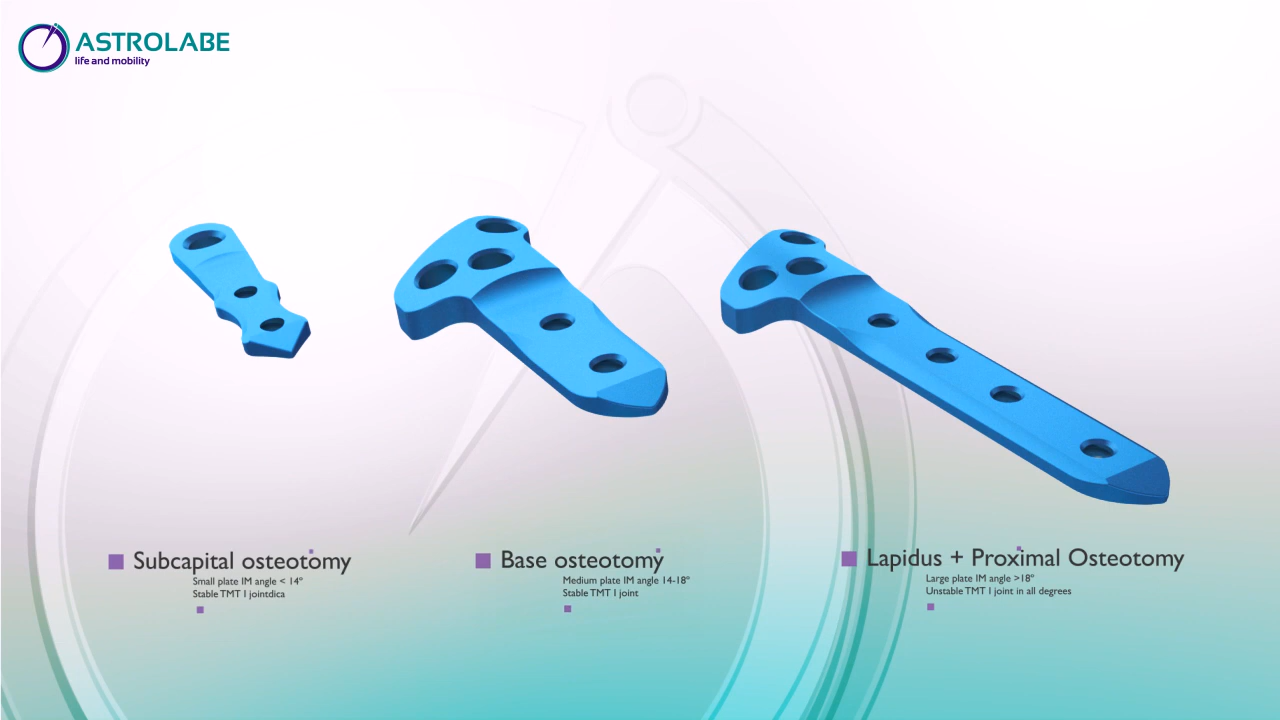 ASTROLABE
life and mobility
Subcapital osteotomy
Small plate IM angle < 14º
Stable TMT I jointdica
Base osteotomy
Medium plate IM angle 14-18º
Stable TMT I joint
Lapidus + Proximal Osteotomy
Large plate IM angle >18º
Unstable TMT I joint in all degrees